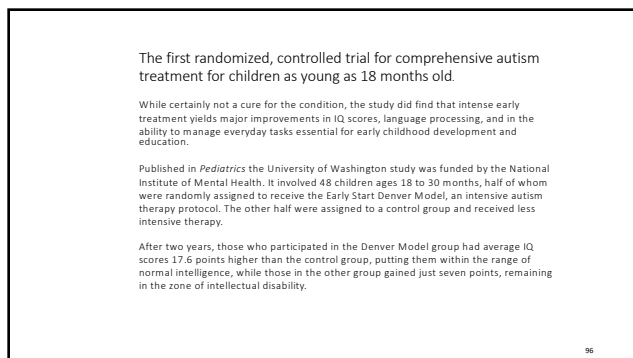 The first randomized, controlled trial for comprehensive autism
treatment for children as young as 18 months old.
While certainly not a cure for the condition, the study did find that intense early
treatment yields major improvements in IQ scores, language processing, and in the
ability to manage everyday tasks essential for early childhood development and
education.
Published in Pediatrics the University of Washington study was funded by the National
Institute of Mental Health. It involved 48 children ages 18 to 30 months, half of whom
were randomly assigned to receive the Early Start Denver Model, an intensive autism
therapy protocol. The other half were assigned to a control group and received less
intensive therapy.
After two years, those who participated in the Denver Model group had average IQ
scores 17.6 points higher than the control group, putting them within the range of
normal intelligence, while those in the other group gained just seven points, remaining
in the zone of intellectual disability.
96